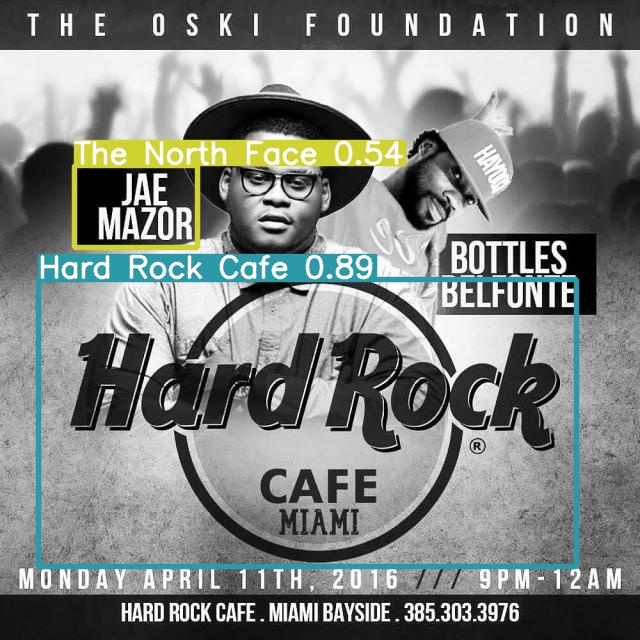 THE OSKI FOUNDATION
The North Face 0.54
JAE
MAZOR
HAYDEN
Hard Rock Cafe 0.89
BOTTLES
BELFONTE
Hard Rock
®
CAFE
MIAMI
MONDAY APRIL 11TH, 2016 /// 9PM-12AM
HARD ROCK CAFE . MIAMI BAYSIDE . 385.303.3976